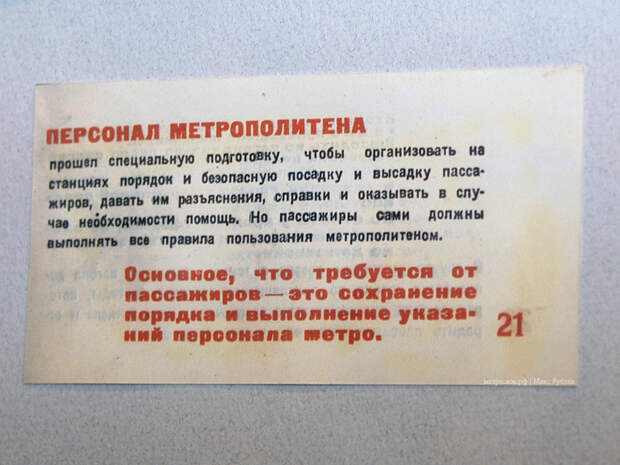 ПЕРСОНАЛ МЕТРОПОЛИТЕНА
прошел специальную подготовку, чтобы организовать на
станциях порядок и безопасную посадку и высадку пасса-
жиров, давать им разъяснения, справки и оказывать в слу-
чае необходимости помощь. Но пассажиры сами должны
выполнять все правила пользования метрополитеном.
Основное, что требуется от
пассажиров—это сохранение
порядка и выполнение указа-
ний персонала метро.
21